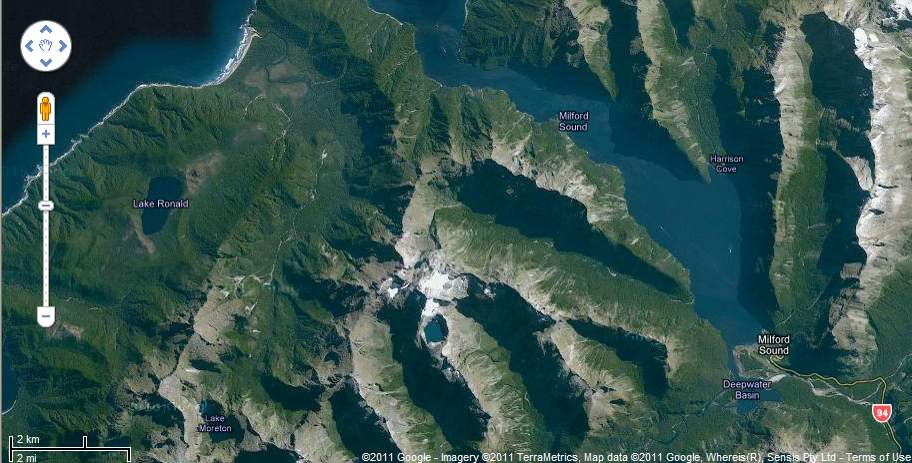 Milford
Sound
Harrison
Cove
Lake Ronald
Milford
Sound
Deepwater
Basin
94
Lake
Moreton
2 km
2 mi
©2011 Google - Imagery ©2011 TerraMetrics, Map data ©2011 Google, Whereis(R), Sensis Pty Ltd - Terms of Use